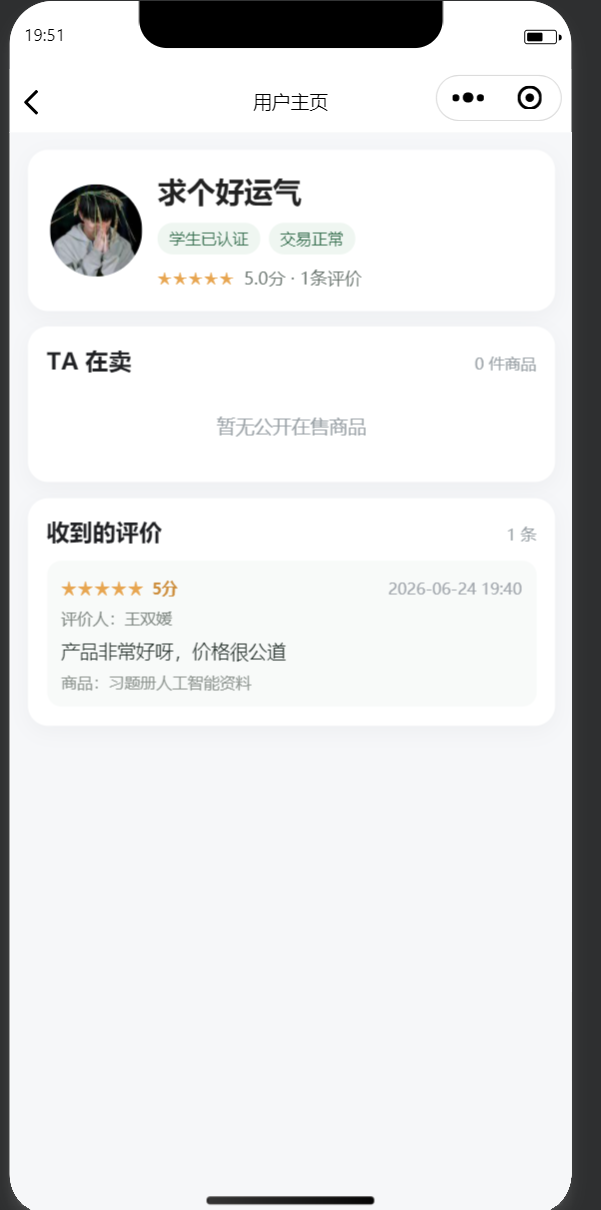 19:51
用户主页
求个好运气
学生已认证 交易正常
★★★★★ 5.0分 · 1条评价
TA 在卖 0 件商品
暂无公开在售商品
收到的评价 1 条
★★★★★ 5分 2026-06-24 19:40
评价人：王双媛
产品非常好呀，价格很公道
商品：习题册人工智能资料